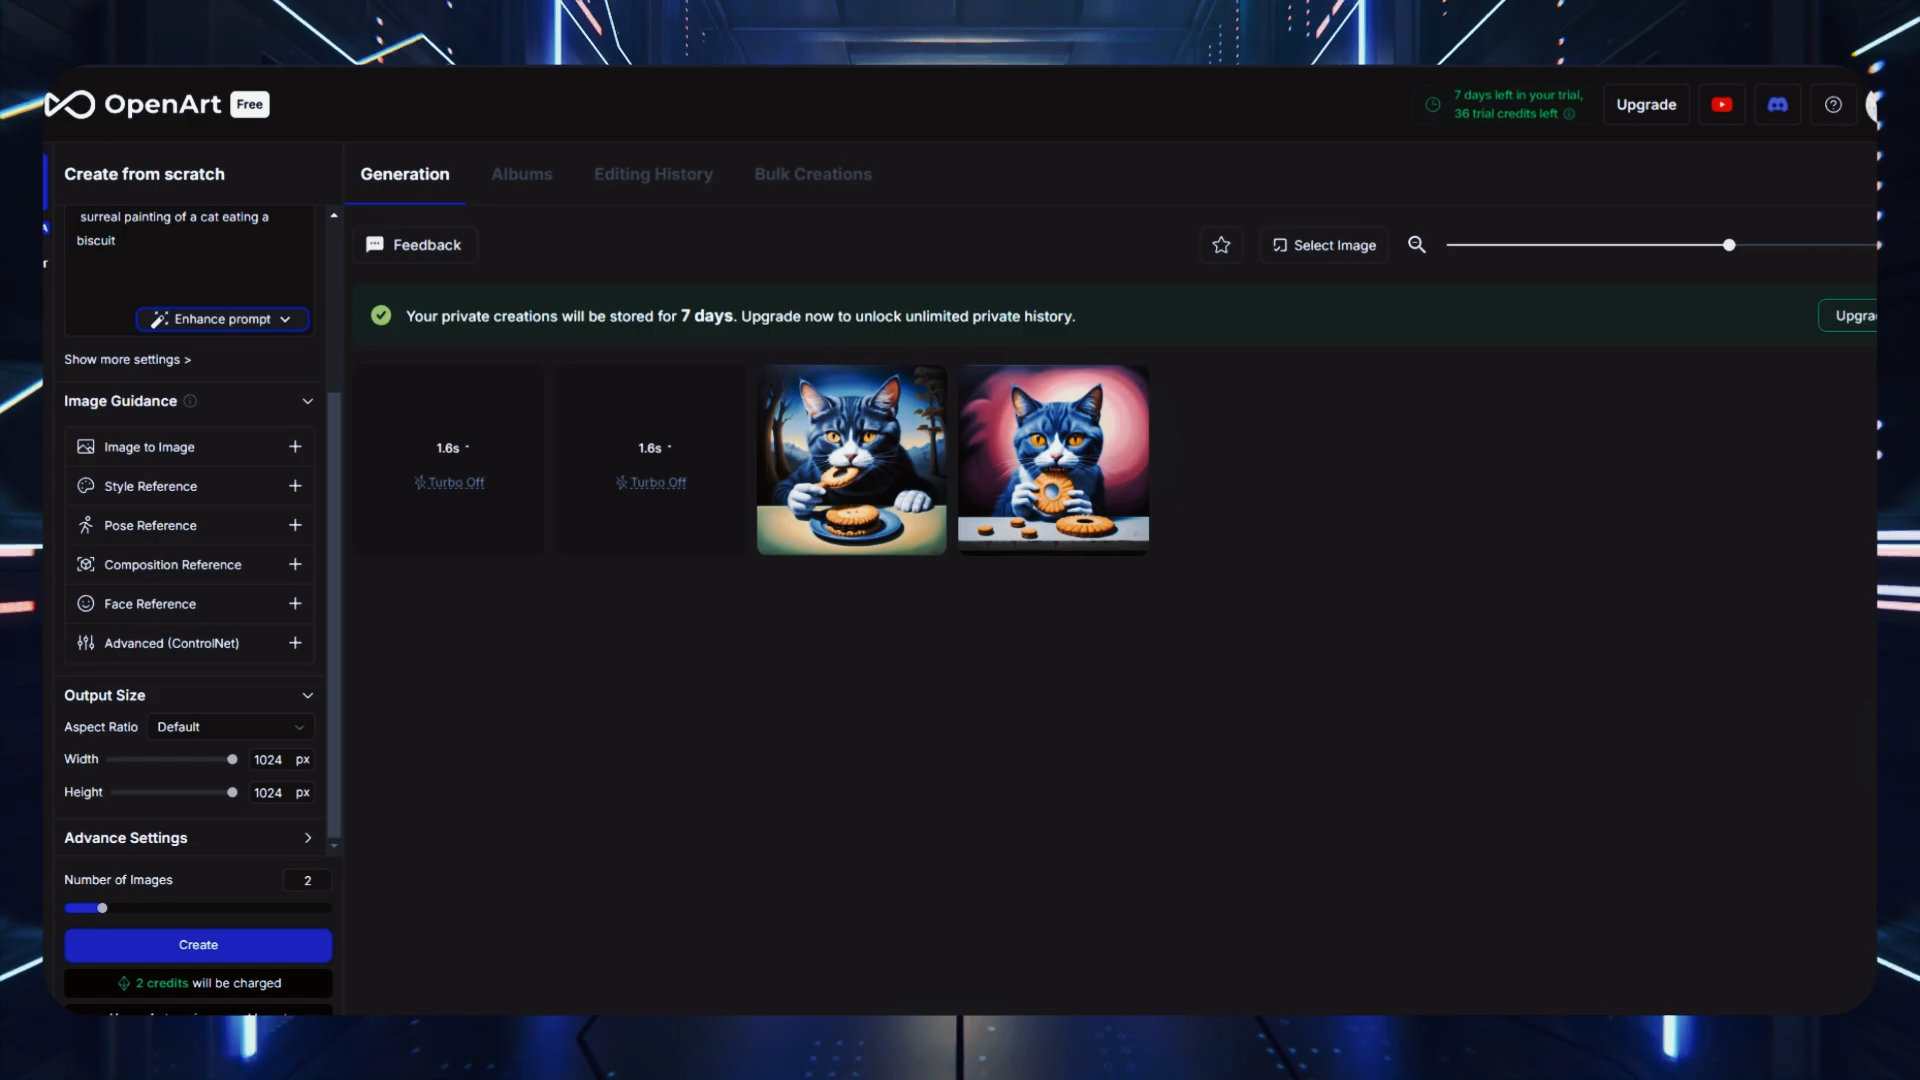 OpenArt Free
7 days left in your trial,
36 trial credits left
Upgrade
Create from scratch
Generation
Albums
Editing History
Bulk Creations
surreal painting of a cat eating a
biscuit
Enhance prompt
Show more settings >
Feedback
Select Image
Your private creations will be stored for 7 days. Upgrade now to unlock unlimited private history.
Upgra
1.6s
Turbo Off
1.6s
Turbo Off
Image Guidance
Image to Image
Style Reference
Pose Reference
Composition Reference
Face Reference
Advanced (ControlNet)
Output Size
Aspect Ratio Default
Width 1024 px
Height 1024 px
Advance Settings
Number of Images 2
Create
2 credits will be charged